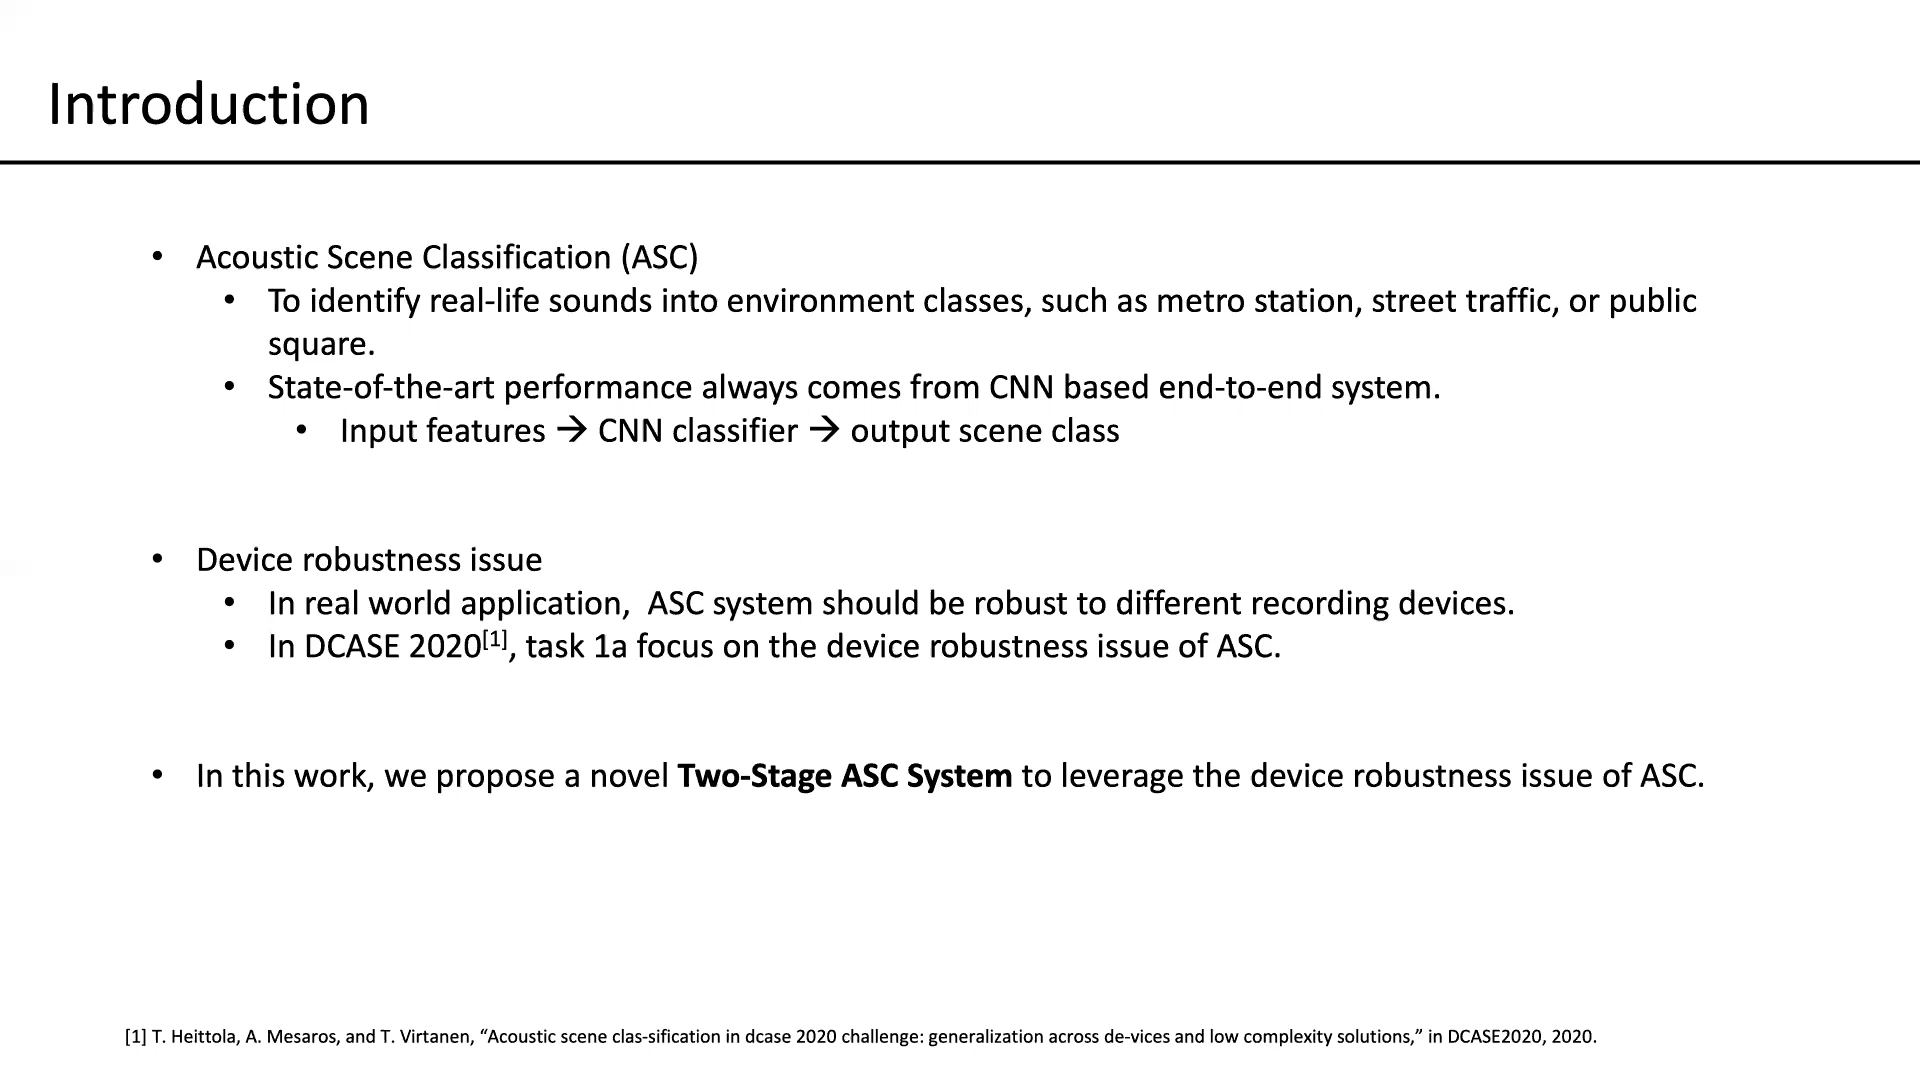 Introduction
• Acoustic Scene Classification (ASC)
• To identify real-life sounds into environment classes, such as metro station, street traffic, or public
square.
• State-of-the-art performance always comes from CNN based end-to-end system.
• Input features → CNN classifier → output scene class
• Device robustness issue
• In real world application,  ASC system should be robust to different recording devices.
• In DCASE 2020[1], task 1a focus on the device robustness issue of ASC.
• In this work, we propose a novel Two-Stage ASC System to leverage the device robustness issue of ASC.
[1] T. Heittola, A. Mesaros, and T. Virtanen, “Acoustic scene clas-sification in dcase 2020 challenge: generalization across de-vices and low complexity solutions,” in DCASE2020, 2020.